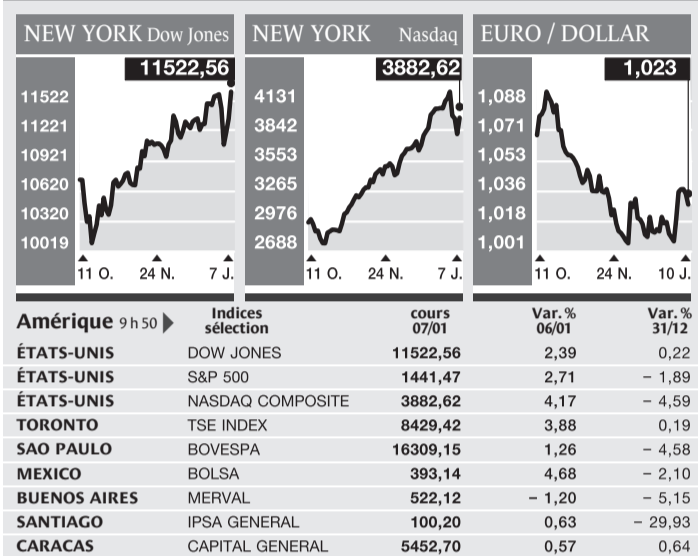 NEW YORK Dow Jones
11522,56
11522
11221
10921
10620
10320
10019
11 O. 24 N. 7 J.
NEW YORK Nasdaq
3882,62
4131
3842
3553
3265
2976
2688
11 O. 24 N. 7 J.
EURO / DOLLAR
1,023
1,088
1,071
1,053
1,036
1,018
1,001
11 O. 24 N. 10 J.
Amérique 9 h 50 Indices sélection cours 07/01 Var. % 06/01 Var. % 31/12
ÉTATS-UNIS DOW JONES 11522,56 2,39 0,22
ÉTATS-UNIS S&P 500 1441,47 2,71 – 1,89
ÉTATS-UNIS NASDAQ COMPOSITE 3882,62 4,17 – 4,59
TORONTO TSE INDEX 8429,42 3,88 0,19
SAO PAULO BOVESPA 16309,15 1,26 – 4,58
MEXICO BOLSA 393,14 4,68 – 2,10
BUENOS AIRES MERVAL 522,12 – 1,20 – 5,15
SANTIAGO IPSA GENERAL 100,20 0,63 – 29,93
CARACAS CAPITAL GENERAL 5452,70 0,57 0,64